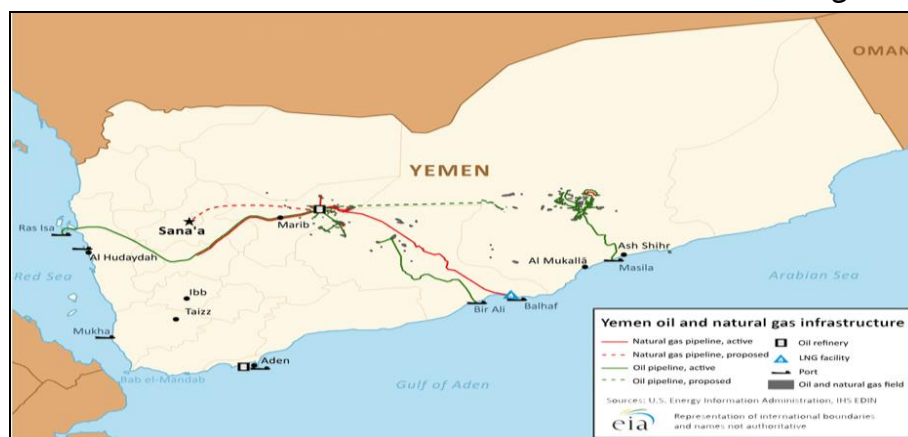 OMAN
YEMEN
Sana'a
Marib
Ras Isa
Al Hudaydah
Red Sea
Ash Shihr
Al Mukallā
Masila
Arabian Sea
Ibb
Taizz
Bir Ali
Balhaf
Mukha
Aden
Bab el-Mandab
Gulf of Aden
Yemen oil and natural gas infrastructure
Natural gas pipeline, active
Natural gas pipeline, proposed
Oil pipeline, active
Oil pipeline, proposed
Oil refinery
LNG facility
Port
Oil and natural gas field
Sources: U.S. Energy Information Administration, IHS EDIN
eia
Representation of international boundaries
and names not authoritative